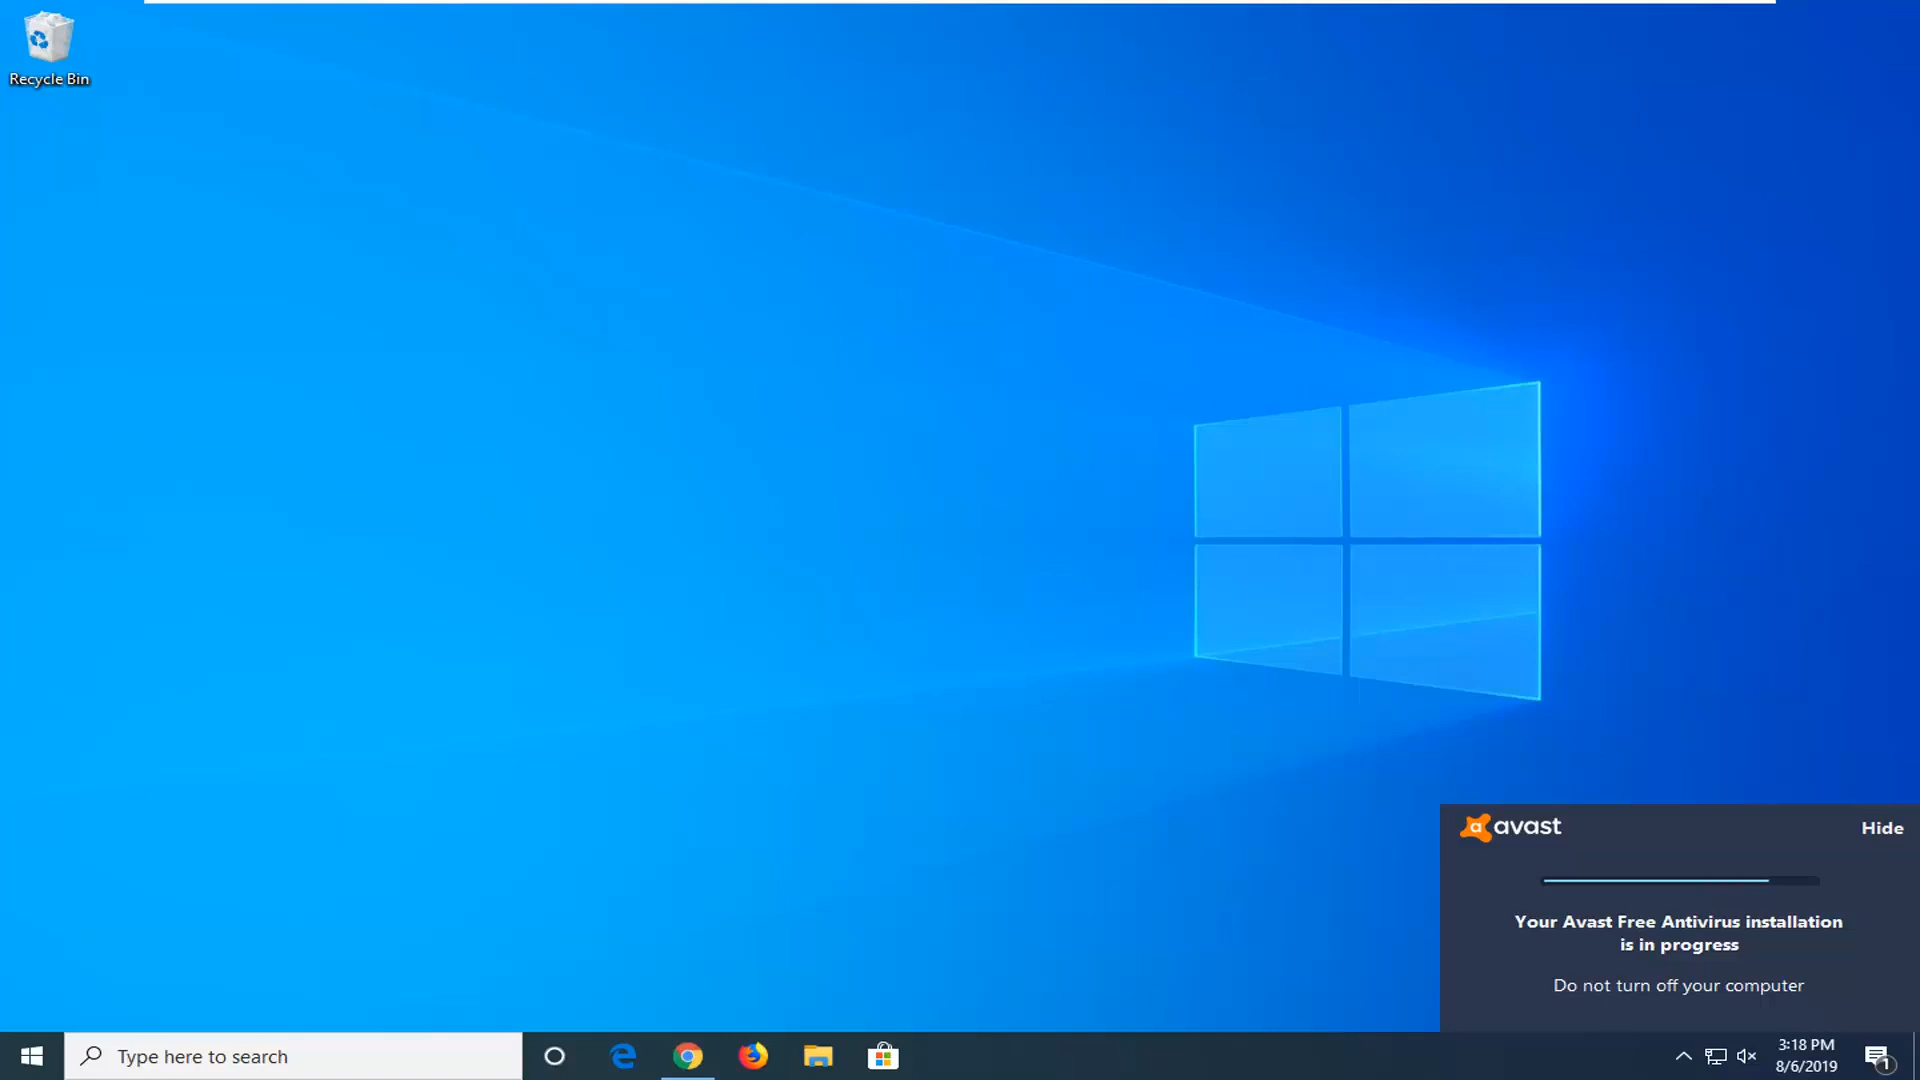 Recycle Bin
avast
Hide
Your Avast Free Antivirus installation
is in progress
Do not turn off your computer
Type here to search
3:18 PM
8/6/2019
1